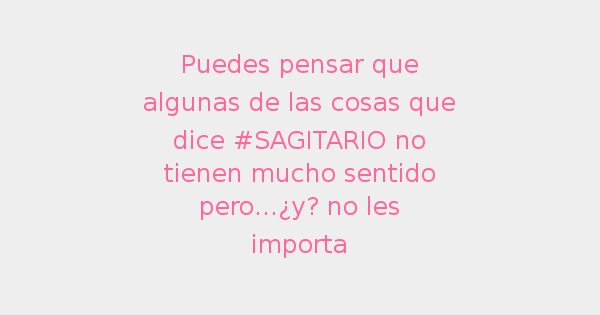 Puedes pensar que
algunas de las cosas que
dice #SAGITARIO no
tienen mucho sentido
pero...¿y? no les
importa